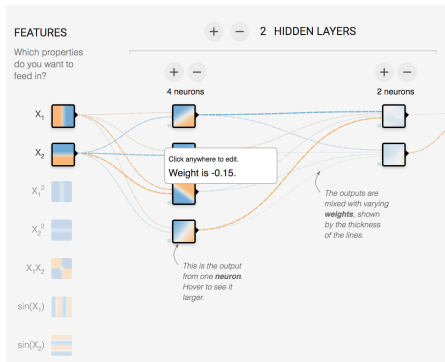 FEATURES
Which properties
do you want to
feed in?
+ − 2 HIDDEN LAYERS
+ −
4 neurons
+ −
2 neurons
X₁
X₂
X₁²
X₂²
X₁X₂
sin(X₁)
sin(X₂)
Click anywhere to edit.
Weight is -0.15.
This is the output
from one neuron.
Hover to see it
larger.
The outputs are
mixed with varying
weights, shown
by the thickness
of the lines.